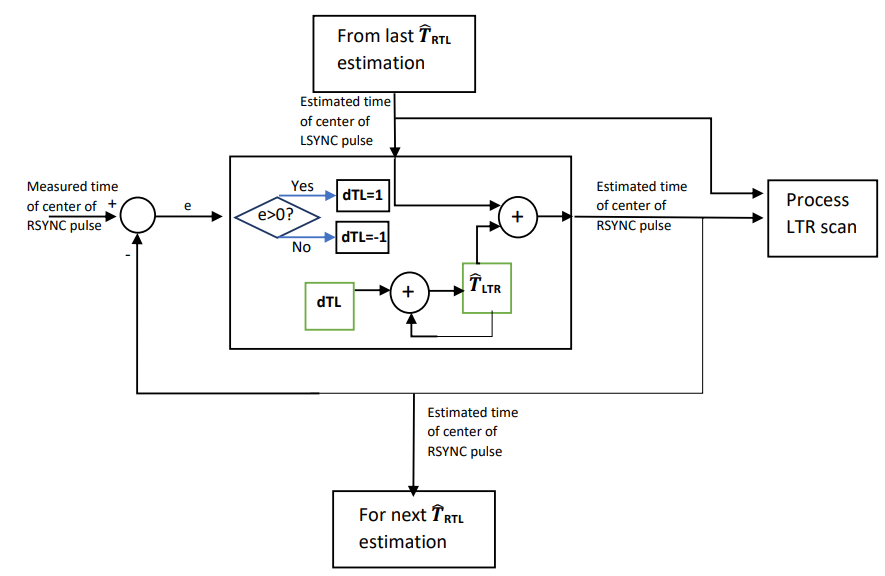 From last T̂RTL
estimation
Estimated time
of center of
LSYNC pulse
Measured time
of center of
RSYNC pulse
+
-
e
e>0?
Yes
No
dTL=1
dTL=-1
dTL
+
T̂LTR
+
Estimated time
of center of
RSYNC pulse
Process
LTR scan
Estimated time
of center of
RSYNC pulse
For next T̂RTL
estimation